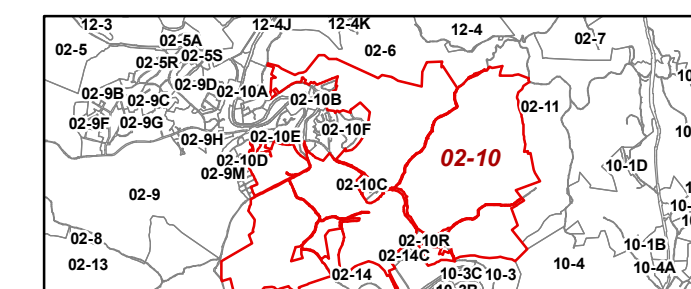 12-3
12-4J
12-4K
12-4
02-7
02-5
02-5A
02-6
02-5R
02-5S
02-9B
02-9C
02-9D
02-10A
02-10B
02-11
02-9F
02-9G
02-9H
02-10E
02-10F
02-10
02-10D
02-9M
02-10C
10-1D
02-9
02-8
02-10R
10-1B
02-13
02-14C
02-14
10-3C
10-3
10-4
10-4A